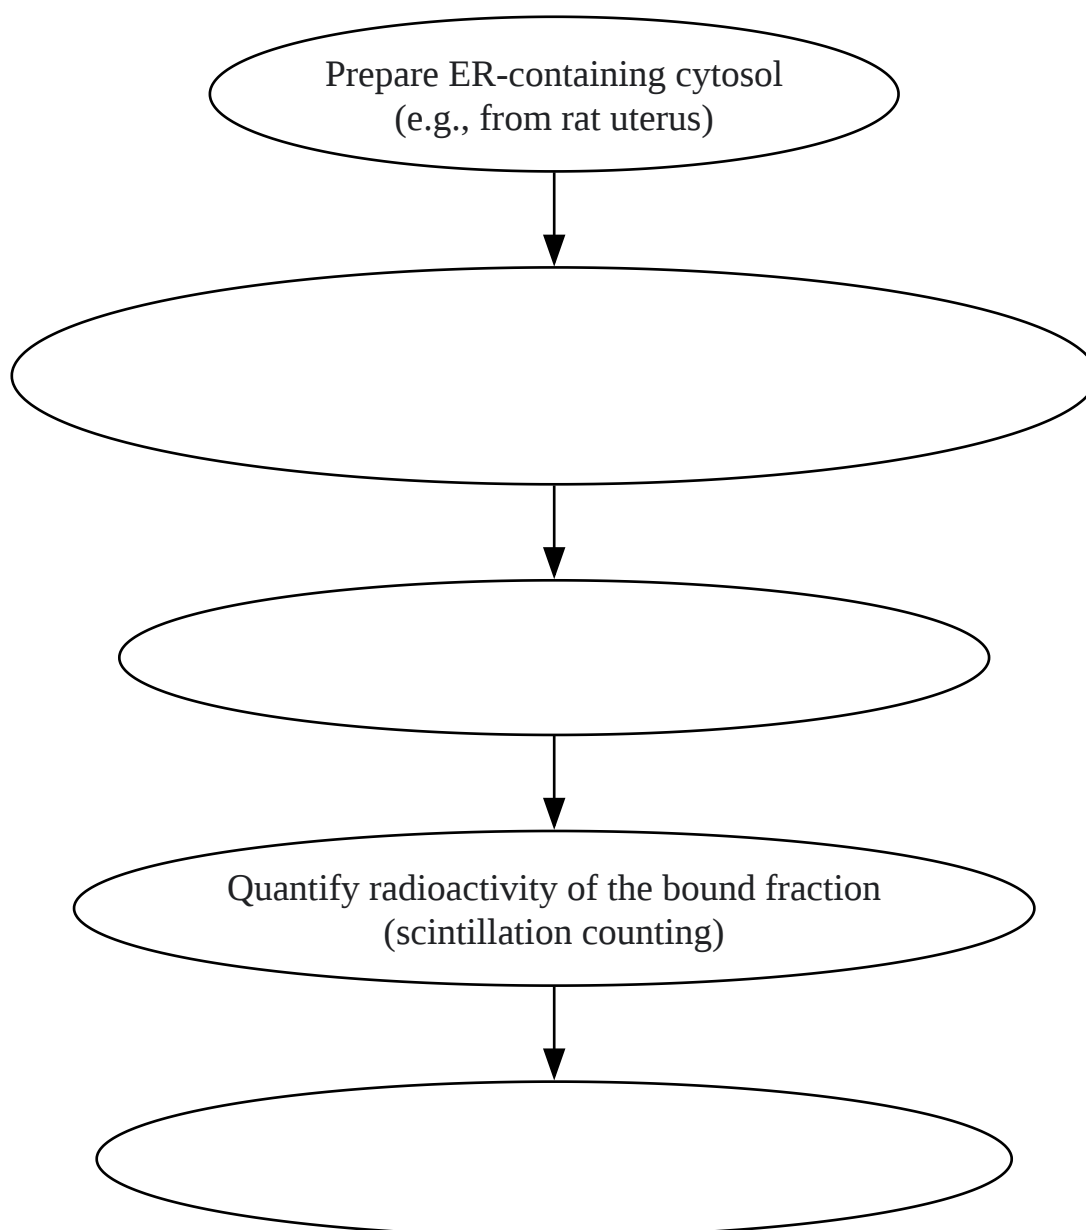 Prepare ER-containing cytosol
(e.g., from rat uterus)
Quantify radioactivity of the bound fraction
(scintillation counting)